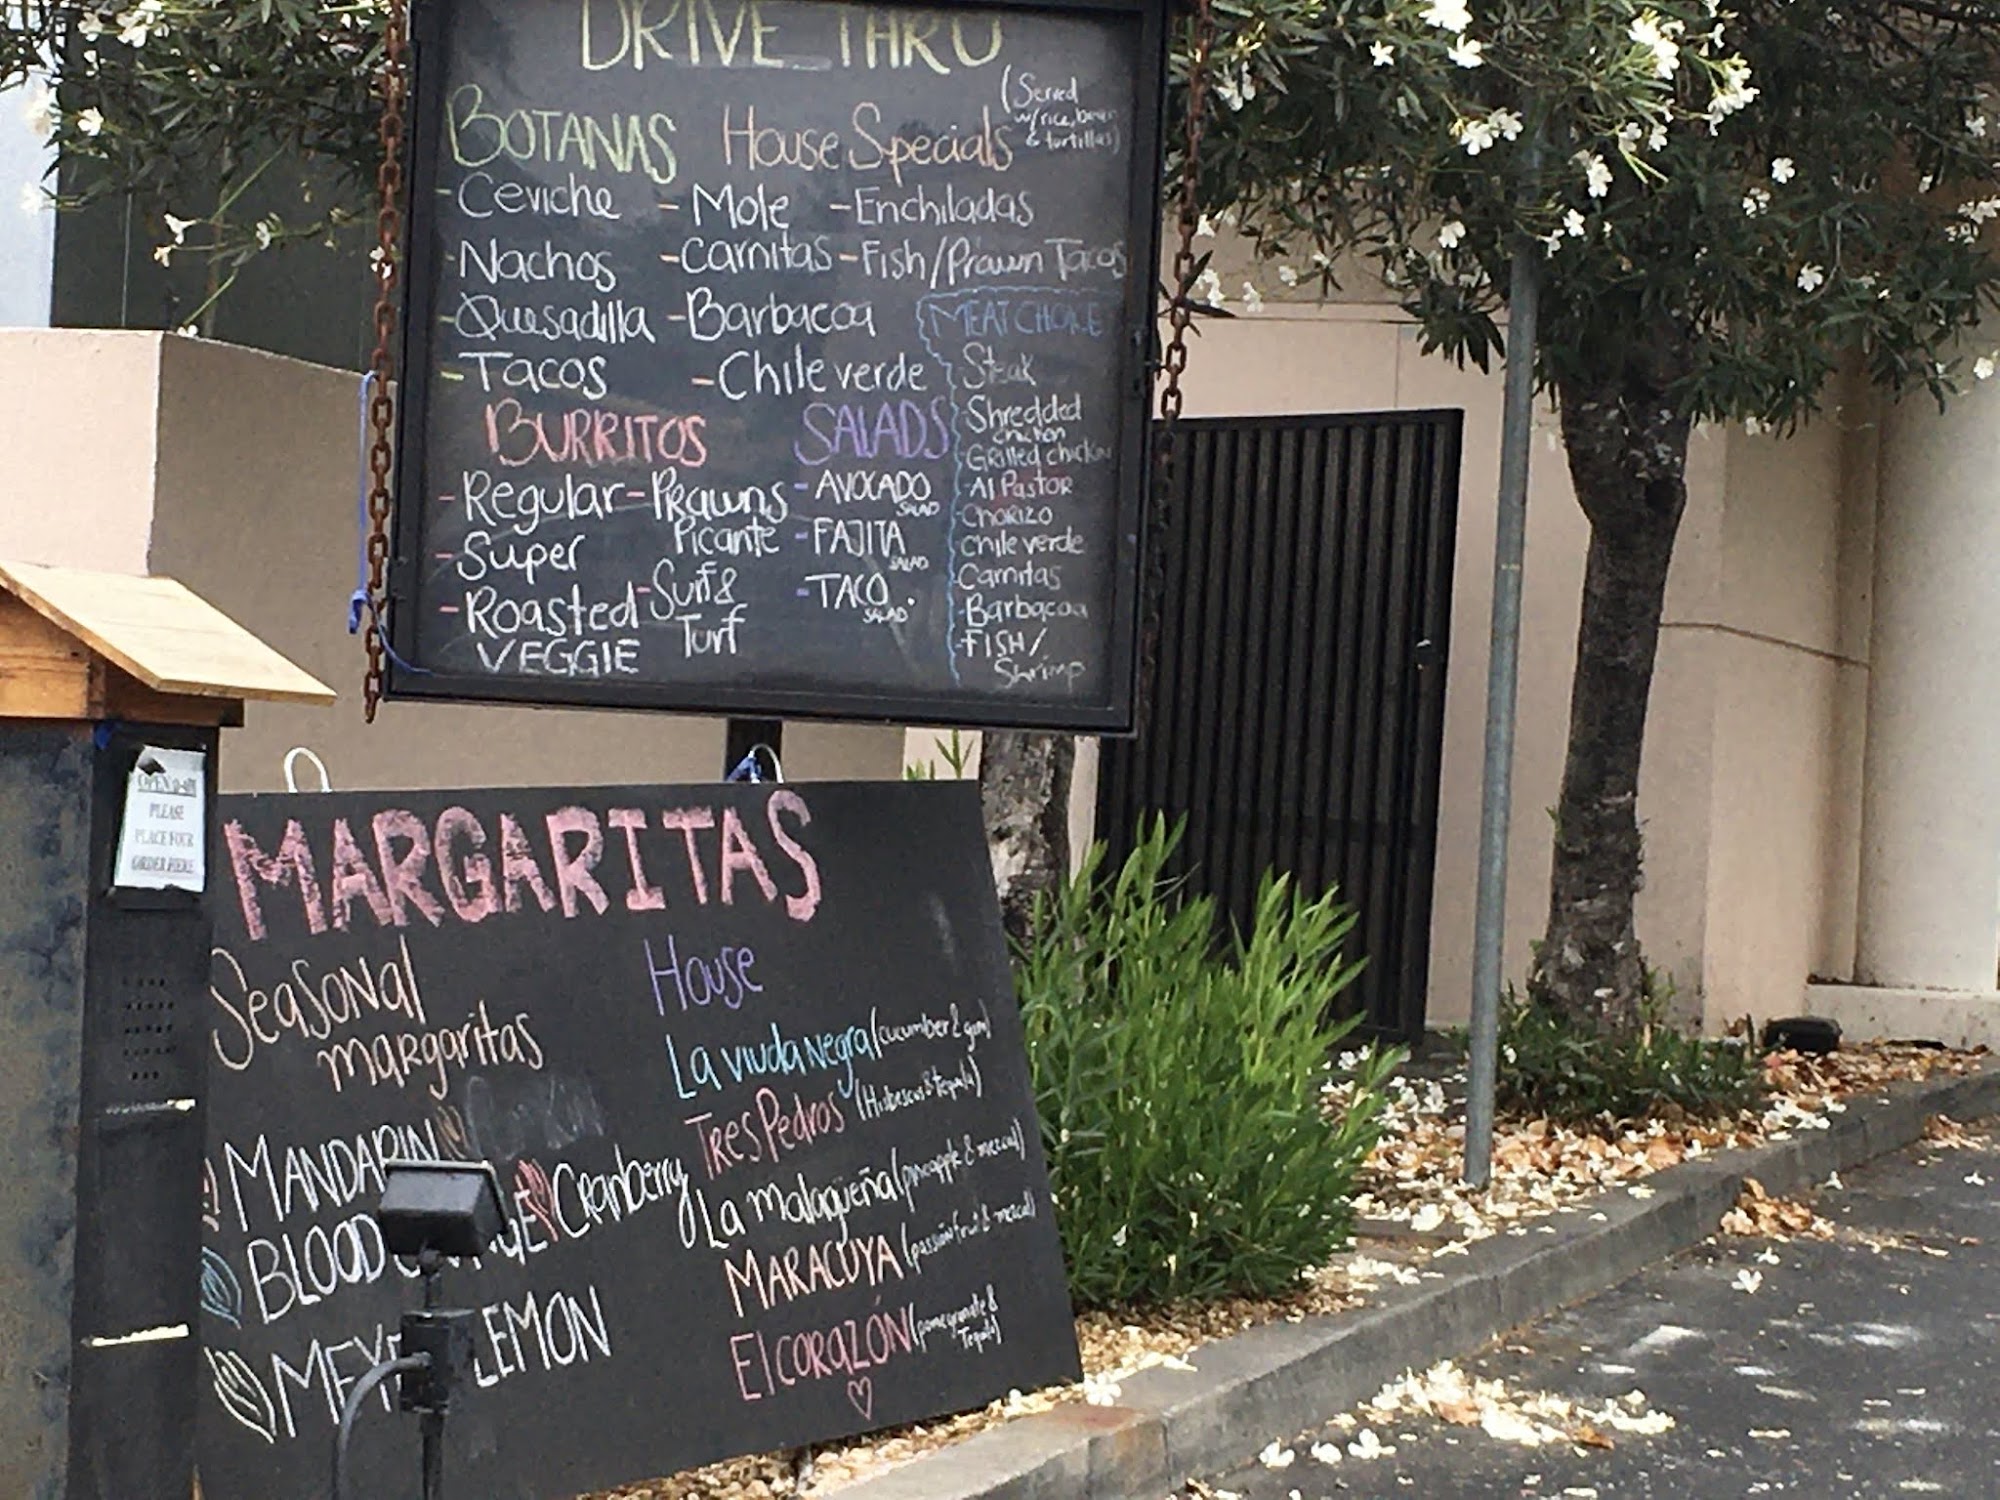 DRIVE THRU
BOTANAS
- Ceviche
- Nachos
- Quesadilla
- Tacos
House Specials (Served
w/rice, bean
& tortillas)
- Mole - Enchiladas
- Carnitas - Fish/Prawn Tacos
- Barbacoa
- Chile verde
BURRITOS
- Regular
- Super
- Roasted
VEGGIE
- Prawns
Picante
- Surf &
Turf
SALADS
- AVOCADO
SALAD
- FAJITA
SALAD
- TACO
SALAD
MEAT CHOICE
Steak
Shredded
chicken
Grilled chicken
Al Pastor
CHORIZO
Chile verde
Carnitas
Barbacoa
FISH/
Shrimp
OPEN
PLEASE
PLACE YOUR
ORDER HERE
MARGARITAS
Seasonal
margaritas
MANDARIN
BLOOD
Cranberry
LEMON
House
La viuda negra (cucumber & gin)
Tres Pedros (Hibiscus & tequila)
La malagüeña (pineapple & mezcal)
MARACUYA (passion fruit & mezcal)
El corazón (pomegranate &
Tequila)